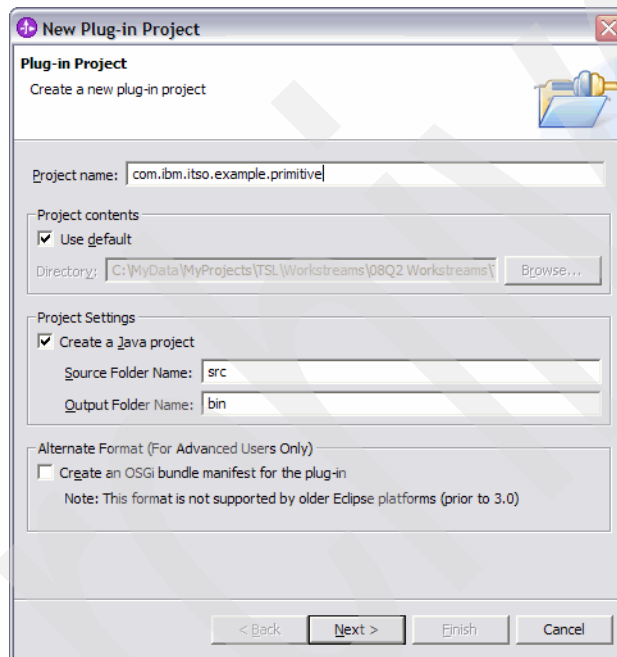 New Plug-in Project
Plug-in Project
Create a new plug-in project
Project name: com.ibm.itso.example.primitive
Project contents
Use default
Directory: C:\MyData\MyProjects\TSL\Workstreams\08Q2 Workstreams\ Browse...
Project Settings
Create a Java project
Source Folder Name: src
Output Folder Name: bin
Alternate Format (For Advanced Users Only)
Create an OSGi bundle manifest for the plug-in
Note: This format is not supported by older Eclipse platforms (prior to 3.0)
< Back Next > Finish Cancel